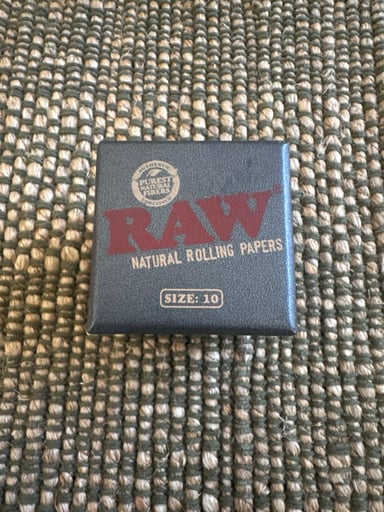 AUTHENTIC
PUREST
NATURAL
FIBERS
RAW
NATURAL ROLLING PAPERS
SIZE: 10